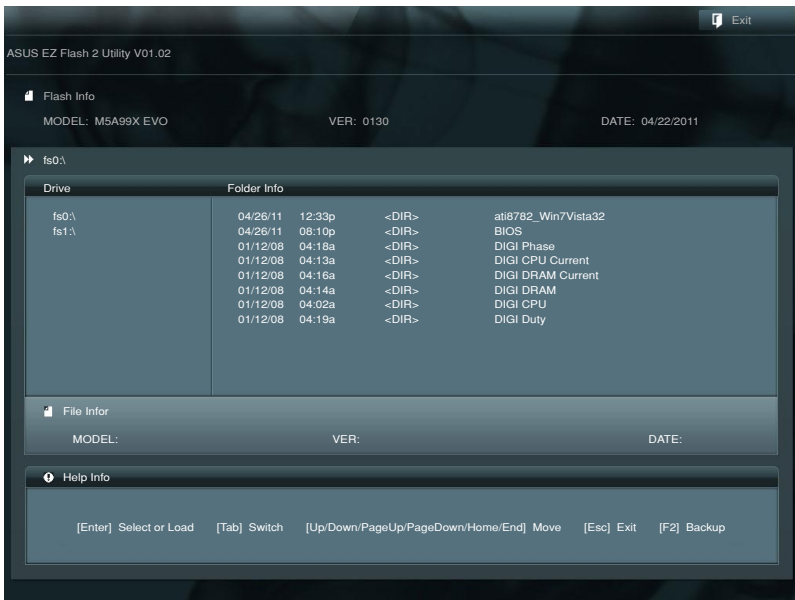 Exit
ASUS EZ Flash 2 Utility V01.02
Flash Info
MODEL: M5A99X EVO VER: 0130 DATE: 04/22/2011
fs0:\
Drive Folder Info
fs0:\ 04/26/11 12:33p <DIR> ati8782_Win7Vista32
fs1:\ 04/26/11 08:10p <DIR> BIOS
01/12/08 04:18a <DIR> DIGI Phase
01/12/08 04:13a <DIR> DIGI CPU Current
01/12/08 04:16a <DIR> DIGI DRAM Current
01/12/08 04:14a <DIR> DIGI DRAM
01/12/08 04:02a <DIR> DIGI CPU
01/12/08 04:19a <DIR> DIGI Duty
File Infor
MODEL: VER: DATE:
Help Info
[Enter] Select or Load [Tab] Switch [Up/Down/PageUp/PageDown/Home/End] Move [Esc] Exit [F2] Backup